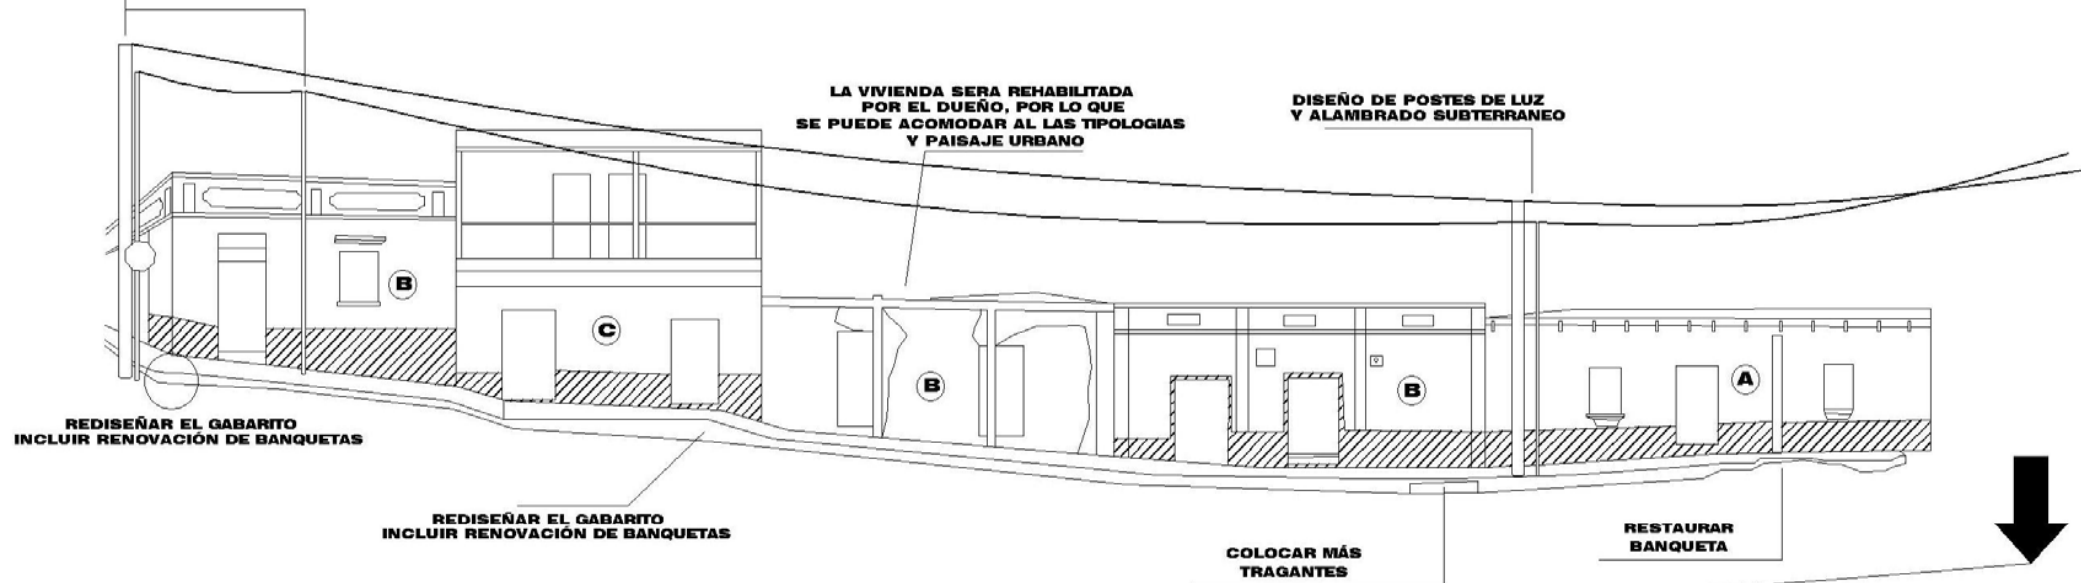 LA VIVIENDA SERA REHABILITADA
POR EL DUEÑO, POR LO QUE
SE PUEDE ACOMODAR AL LAS TIPOLOGIAS
Y PAISAJE URBANO
DISEÑO DE POSTES DE LUZ
Y ALAMBRADO SUBTERRANEO
B
C
B
B
A
REDISEÑAR EL GABARITO
INCLUIR RENOVACIÓN DE BANQUETAS
REDISEÑAR EL GABARITO
INCLUIR RENOVACIÓN DE BANQUETAS
COLOCAR MÁS
TRAGANTES
RESTAURAR
BANQUETA